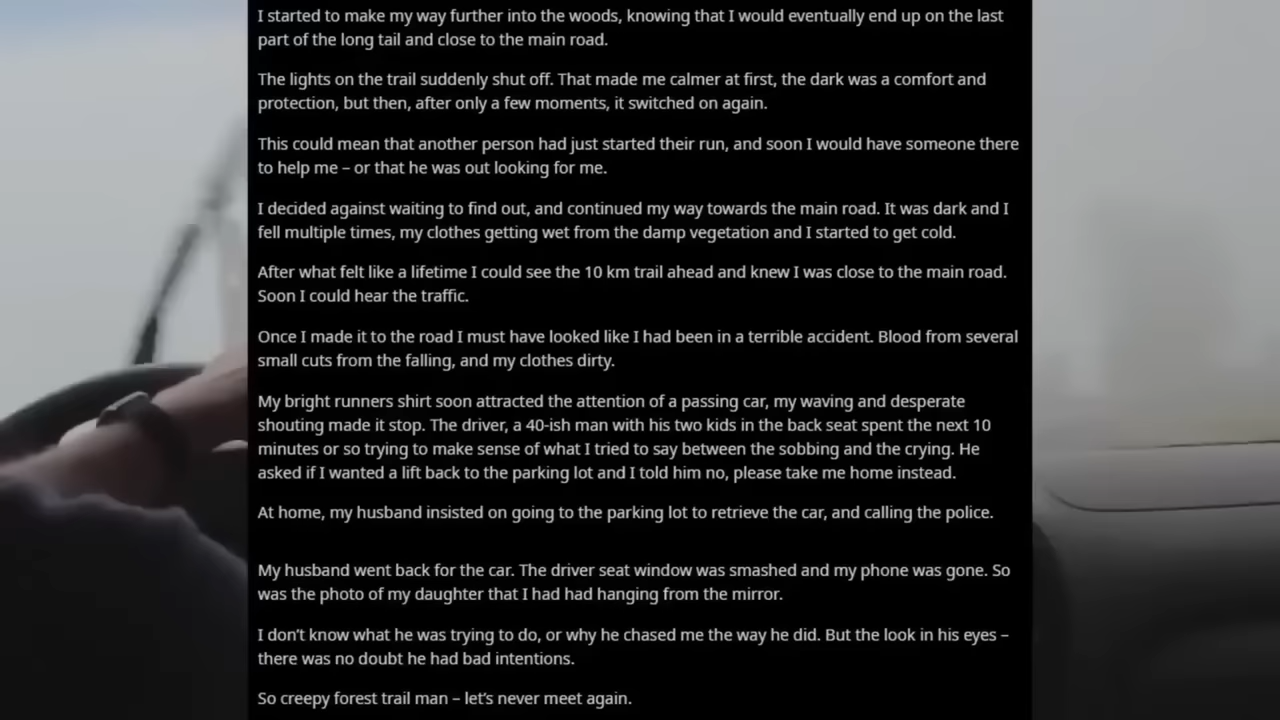 I started to make my way further into the woods, knowing that I would eventually end up on the last
part of the long tail and close to the main road.
The lights on the trail suddenly shut off. That made me calmer at first, the dark was a comfort and
protection, but then, after only a few moments, it switched on again.
This could mean that another person had just started their run, and soon I would have someone there
to help me – or that he was out looking for me.
I decided against waiting to find out, and continued my way towards the main road. It was dark and I
fell multiple times, my clothes getting wet from the damp vegetation and I started to get cold.
After what felt like a lifetime I could see the 10 km trail ahead and knew I was close to the main road.
Soon I could hear the traffic.
Once I made it to the road I must have looked like I had been in a terrible accident. Blood from several
small cuts from the falling, and my clothes dirty.
My bright runners shirt soon attracted the attention of a passing car, my waving and desperate
shouting made it stop. The driver, a 40-ish man with his two kids in the back seat spent the next 10
minutes or so trying to make sense of what I tried to say between the sobbing and the crying. He
asked if I wanted a lift back to the parking lot and I told him no, please take me home instead.
At home, my husband insisted on going to the parking lot to retrieve the car, and calling the police.
My husband went back for the car. The driver seat window was smashed and my phone was gone. So
was the photo of my daughter that I had had hanging from the mirror.
I don’t know what he was trying to do, or why he chased me the way he did. But the look in his eyes –
there was no doubt he had bad intentions.
So creepy forest trail man – let’s never meet again.